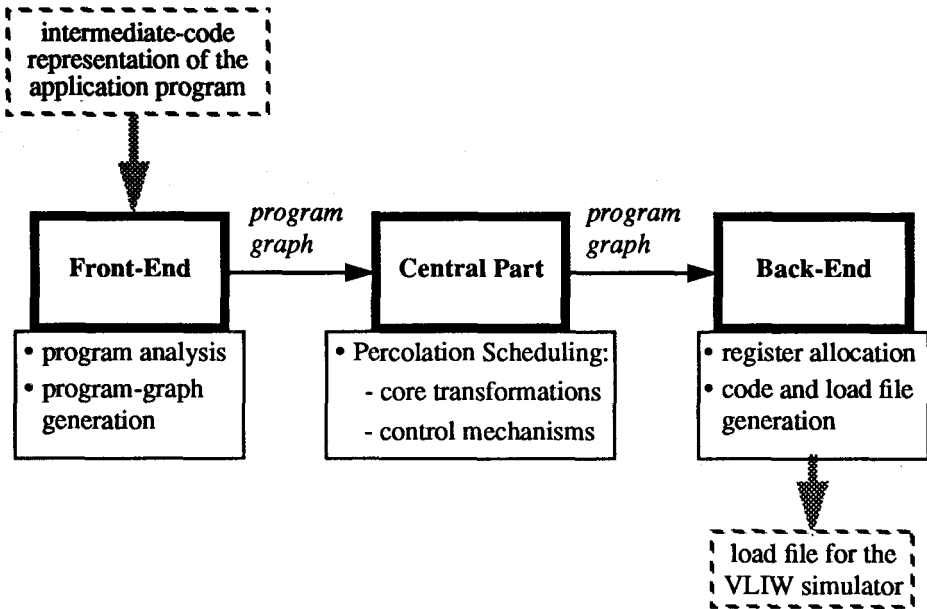 intermediate-code
representation of the
application program
program
graph
program
graph
Front-End
Central Part
Back-End
• program analysis
• program-graph
generation
• Percolation Scheduling:
- core transformations
- control mechanisms
• register allocation
• code and load file
generation
load file for the
VLIW simulator